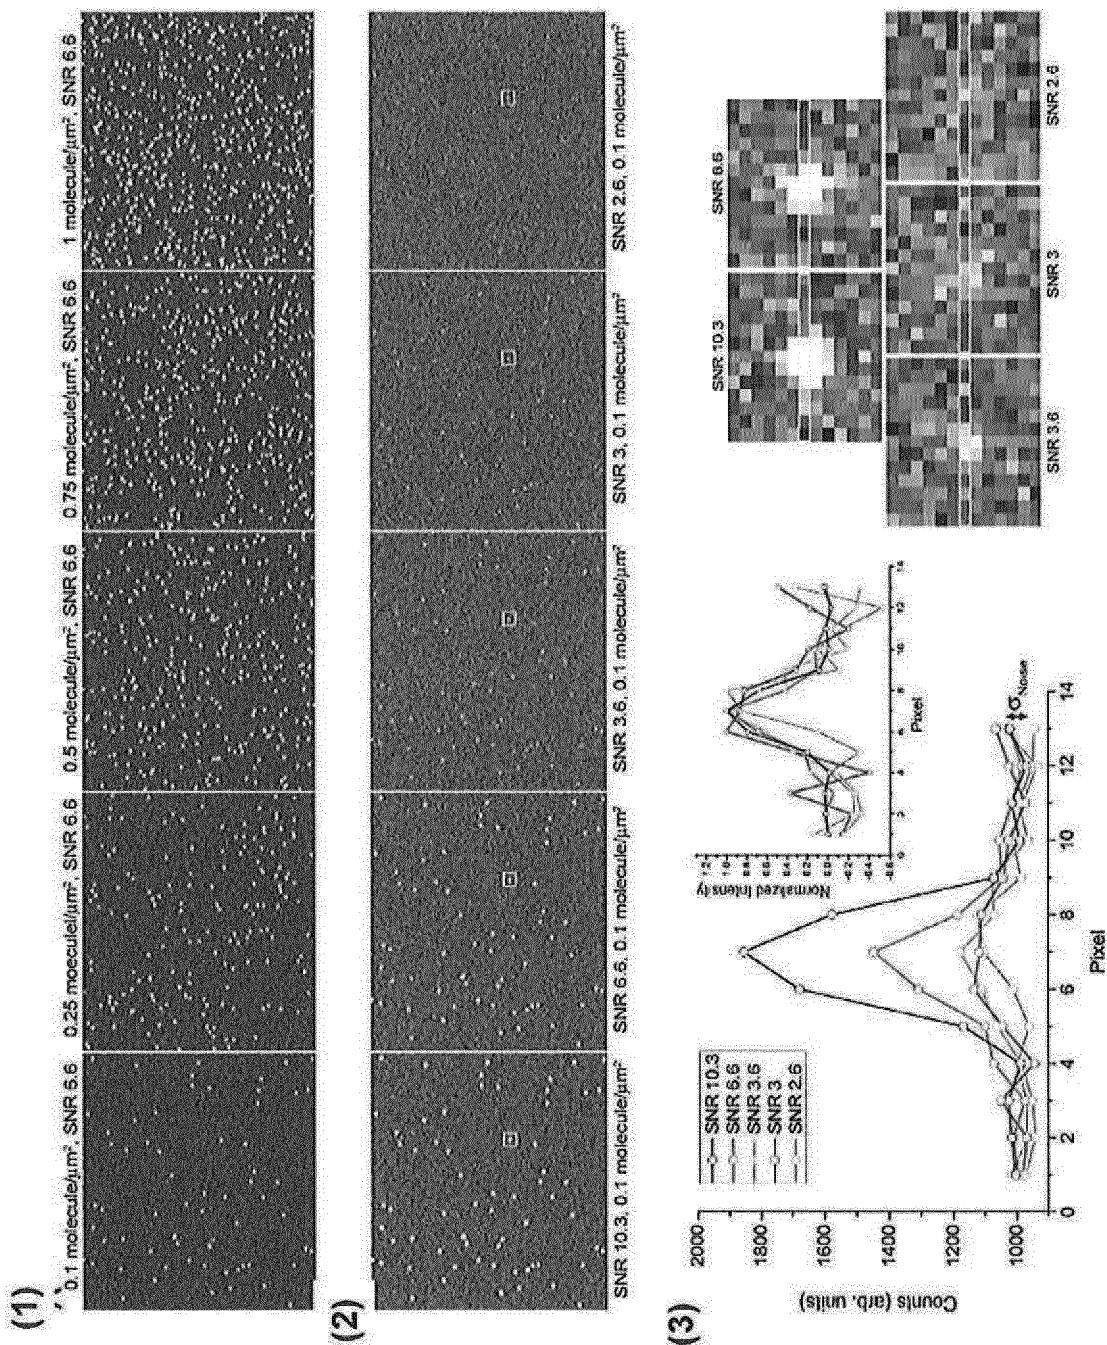 (1)
0.1 molecule/µm², SNR 6.6
0.25 moecule/µm², SNR 6.6
0.5 molecule/µm², SNR 6.6
0.75 molecule/µm², SNR 6.6
1 molecule/µm², SNR 6.6
(2)
SNR 10.3, 0.1 molecule/µm²
SNR 6.6, 0.1 molecule/µm²
SNR 3.6, 0.1 molecule/µm²
SNR 3, 0.1 molecule/µm²
SNR 2.6, 0.1 molecule/µm²
(3)
Counts (arb. units)
2000
1800
1600
1400
1200
1000
0 2 4 6 8 10 12 14
Pixel
SNR 10.3
SNR 6.6
SNR 3.6
SNR 3
SNR 2.6
σNoise
Normalized Intensity
Pixel
SNR 10.3
SNR 6.6
SNR 3.6
SNR 3
SNR 2.6